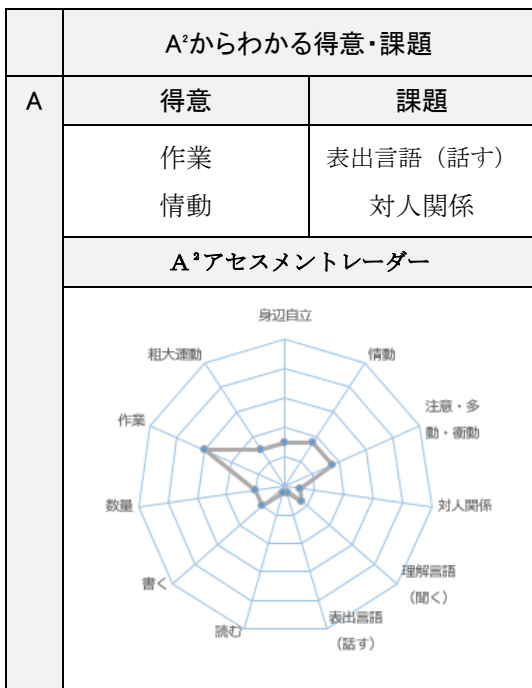 A²からわかる得意・課題
A
得意
課題
作業
表出言語（話す）
情動
対人関係
A²アセスメントレーダー
身辺自立
粗大運動
情動
作業
注意・多
動・衝動
数量
対人関係
書く
理解言語
（聞く）
読む
表出言語
（話す）